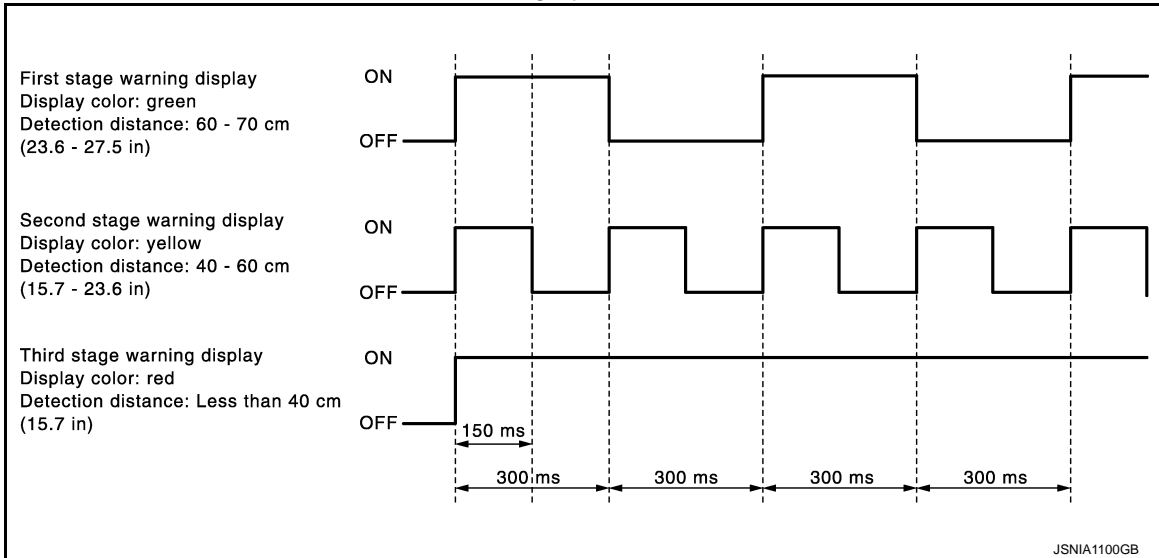 First stage warning display
Display color: green
Detection distance: 60 - 70 cm
(23.6 - 27.5 in)
ON
OFF
Second stage warning display
Display color: yellow
Detection distance: 40 - 60 cm
(15.7 - 23.6 in)
ON
OFF
Third stage warning display
Display color: red
Detection distance: Less than 40 cm
(15.7 in)
ON
OFF
150 ms
300 ms 300 ms 300 ms 300 ms
JSNIA1100GB